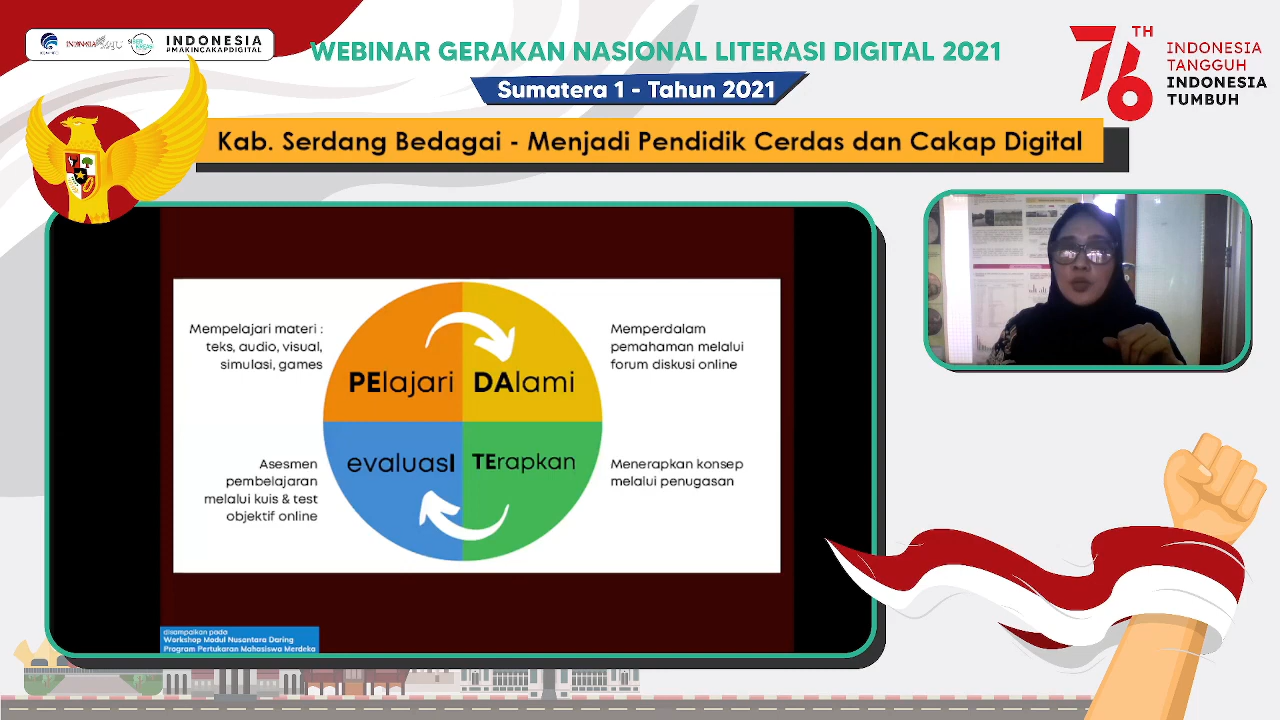 INDONESIA
#MAKINCAKAPDIGITAL
WEBINAR GERAKAN NASIONAL LITERASI DIGITAL 2021
Sumatera 1 - Tahun 2021
Kab. Serdang Bedagai - Menjadi Pendidik Cerdas dan Cakap Digital
76 TH
INDONESIA
TANGGUH
INDONESIA
TUMBUH
Mempelajari materi :
teks, audio, visual,
simulasi, games
PElajari
DAlami
Memperdalam
pemahaman melalui
forum diskusi online
Asesmen
pembelajaran
melalui kuis & test
objektif online
evaluasI
TErapkan
Menerapkan konsep
melalui penugasan
disampaikan pada
Workshop Modul Nusantara Daring
Program Pertukaran Mahasiswa Merdeka